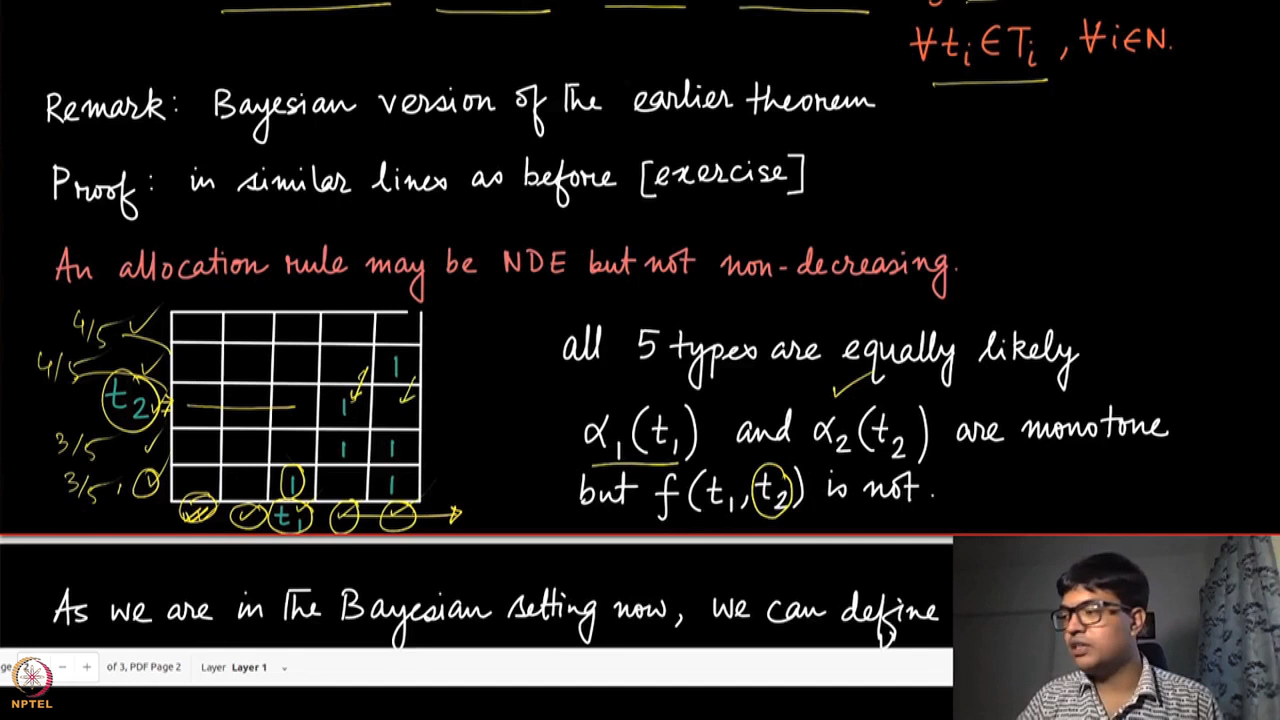 ∀tᵢ∈Tᵢ, ∀i∈N.
Remark: Bayesian version of the earlier theorem
Proof: in similar lines as before [exercise]
An allocation rule may be NDE but not non-decreasing.
4/5
4/5 1
t₂ 1
3/5 1 1
3/5 1 1
t₁
all 5 types are equally likely
α₁(t₁) and α₂(t₂) are monotone
but f(t₁, t₂) is not.
As we are in the Bayesian setting now, we can define
of 3, PDF Page 2 Layer Layer 1
NPTEL